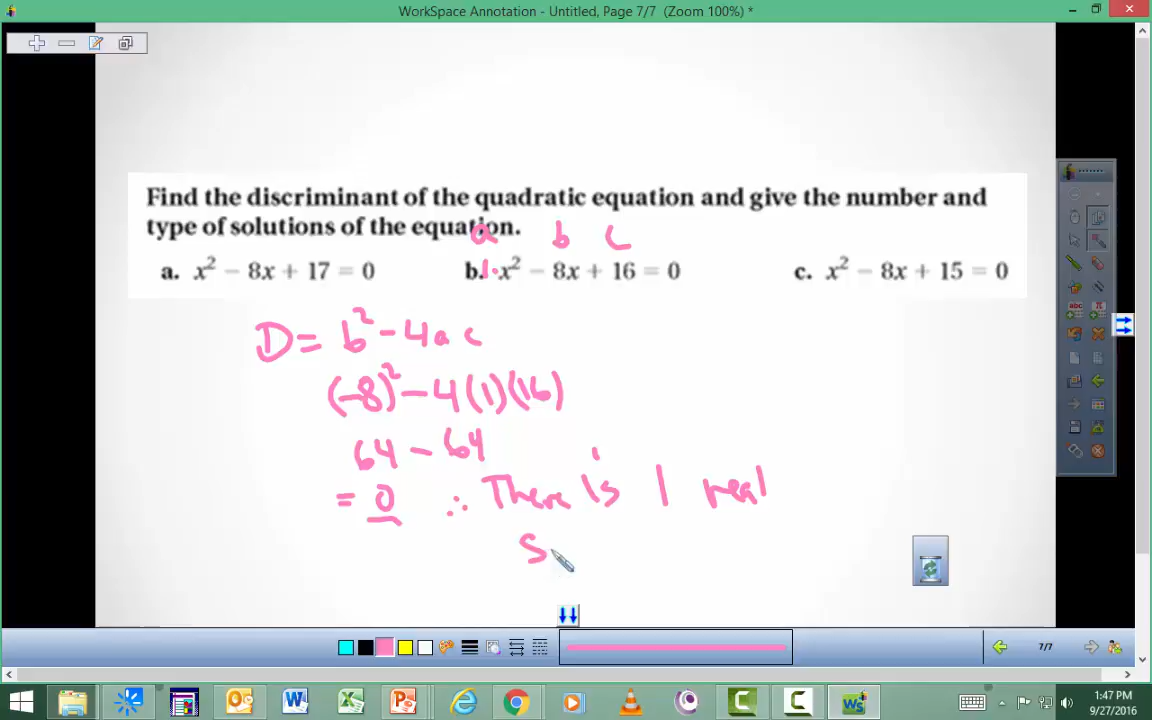 WorkSpace Annotation - Untitled, Page 7/7 (Zoom 100%) *
Find the discriminant of the quadratic equation and give the number and
type of solutions of the equation.
a b c
a. x² − 8x + 17 = 0 b. 1·x² − 8x + 16 = 0 c. x² − 8x + 15 = 0
D = b² − 4ac
(−8)² − 4(1)(16)
64 − 64
= 0 ∴ There is 1 real
S
7/7
1:47 PM
9/27/2016